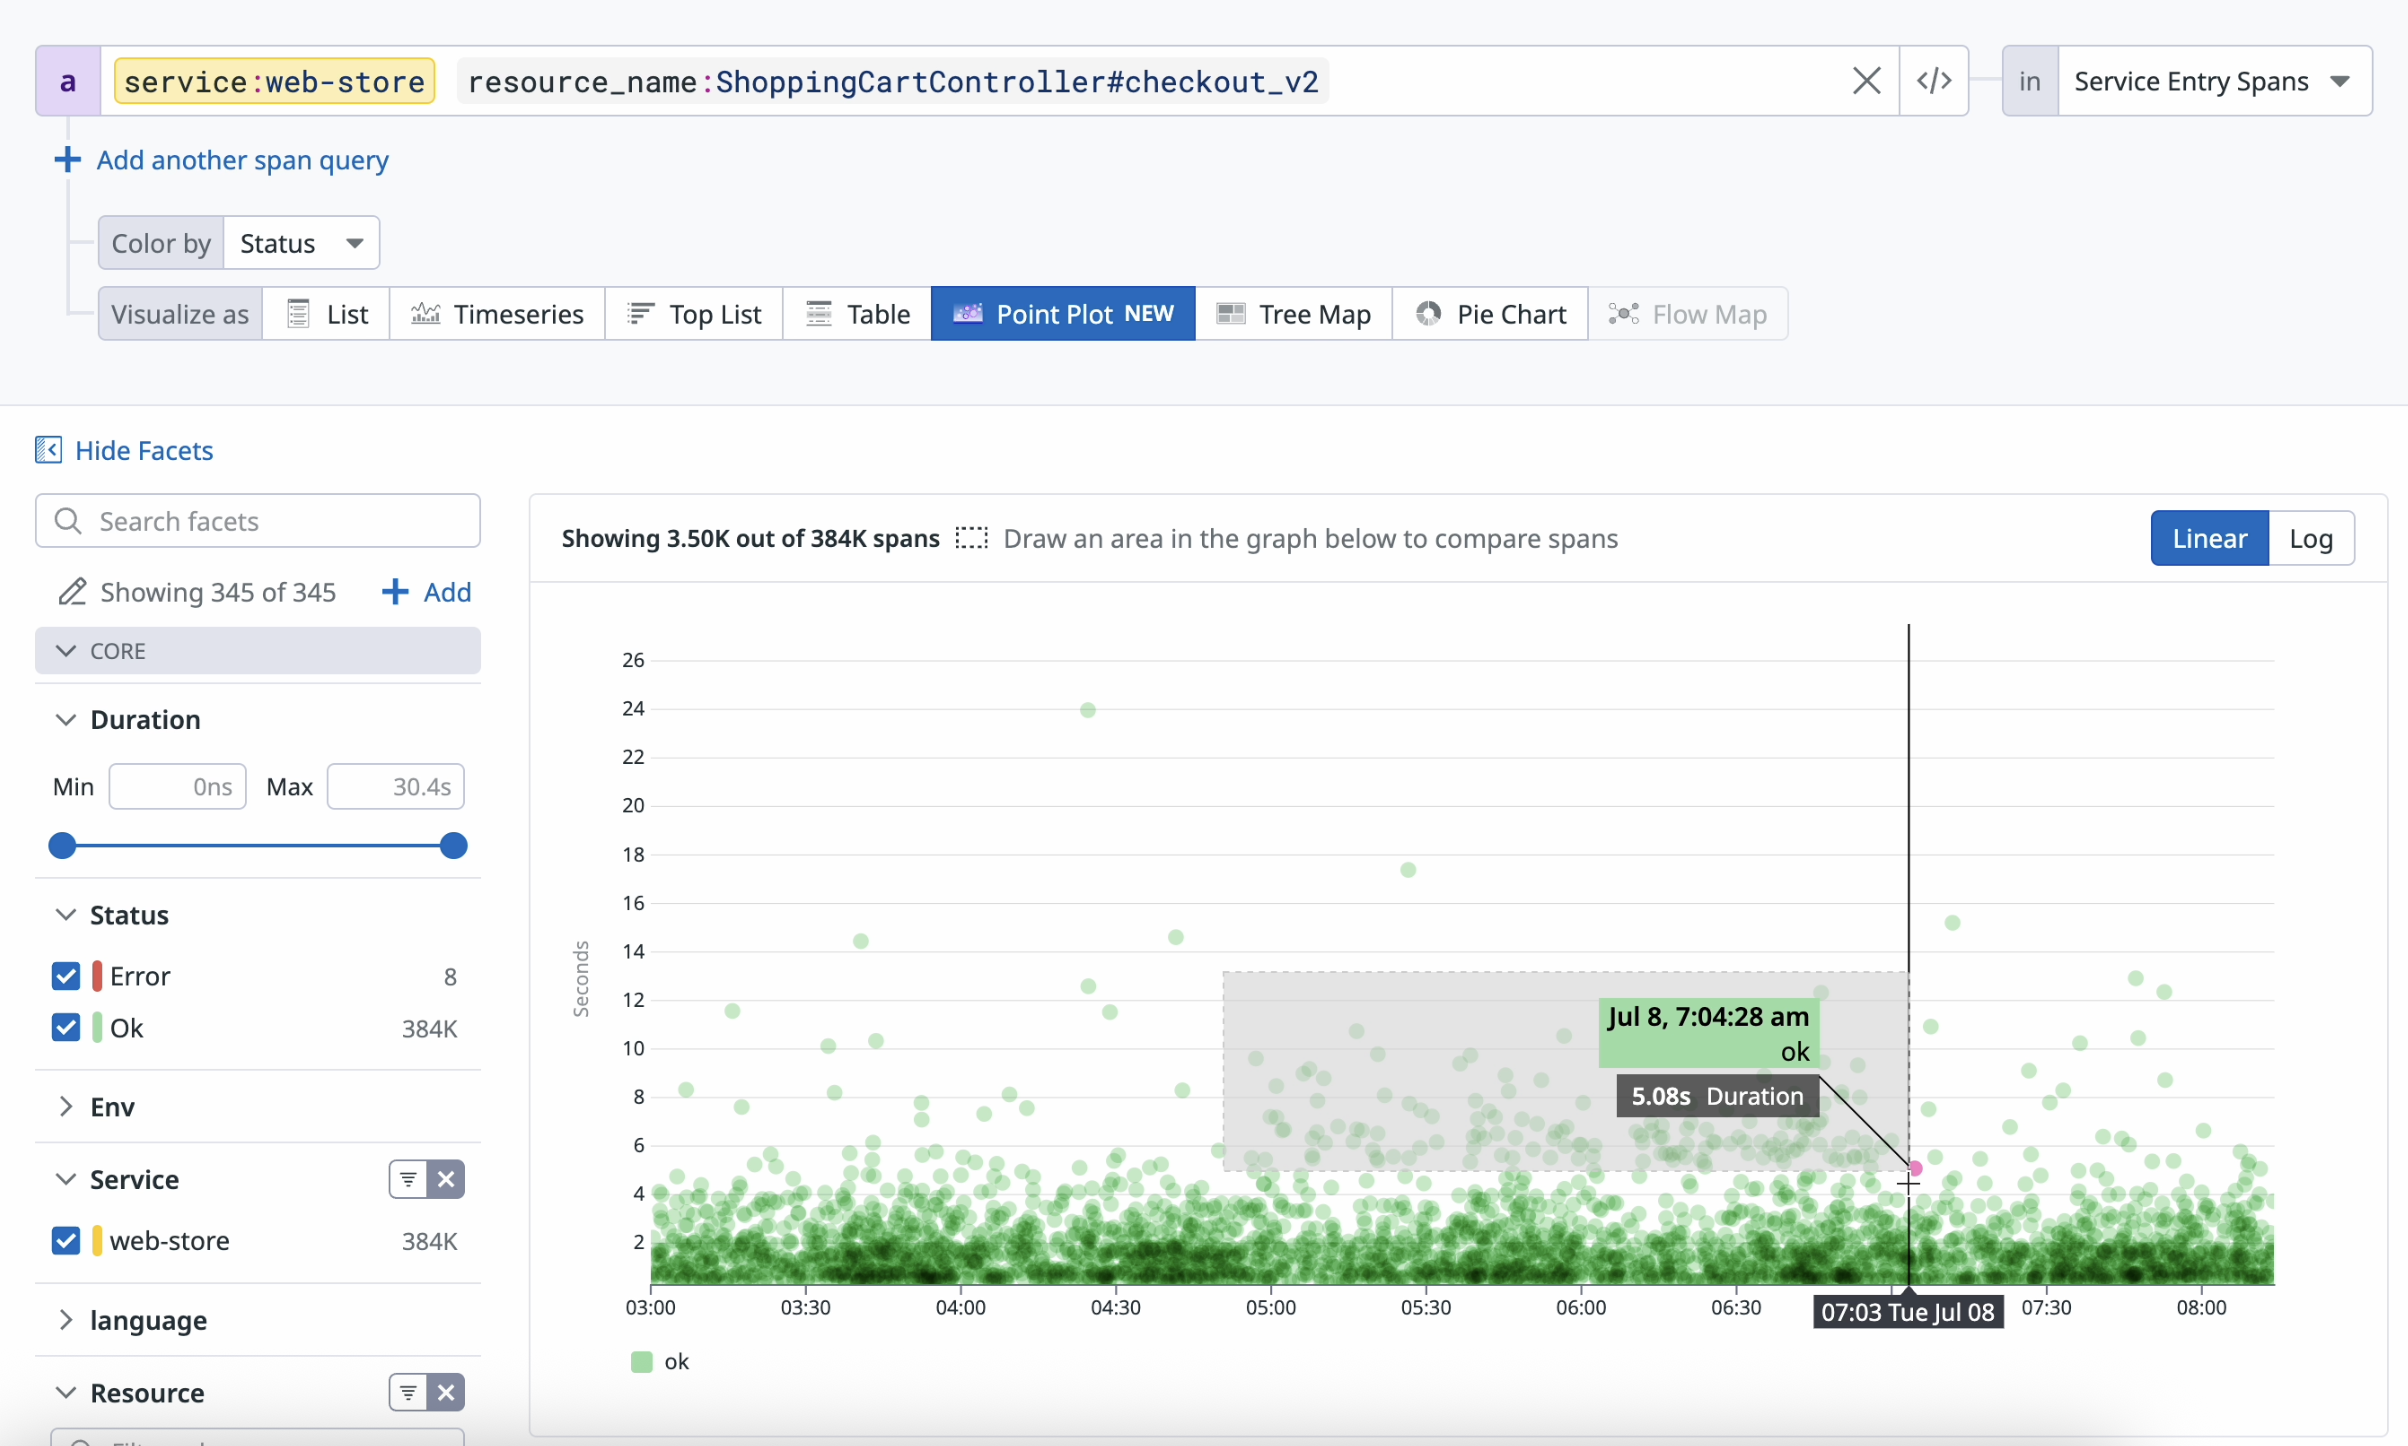 a service:web-store resource_name:ShoppingCartController#checkout_v2 </> in Service Entry Spans
Add another span query
Color by Status
Visualize as List Timeseries Top List Table Point Plot NEW Tree Map Pie Chart Flow Map
Hide Facets
Search facets
Showing 345 of 345 + Add
CORE
Duration
Min 0ns Max 30.4s
Status
Error 8
Ok 384K
Env
Service
web-store 384K
language
Resource
Showing 3.50K out of 384K spans Draw an area in the graph below to compare spans Linear Log
Seconds
26
24
22
20
18
16
14
12
10
8
6
4
2
Jul 8, 7:04:28 am
ok
5.08s Duration
03:00 03:30 04:00 04:30 05:00 05:30 06:00 06:30 07:03 Tue Jul 08 07:30 08:00
ok